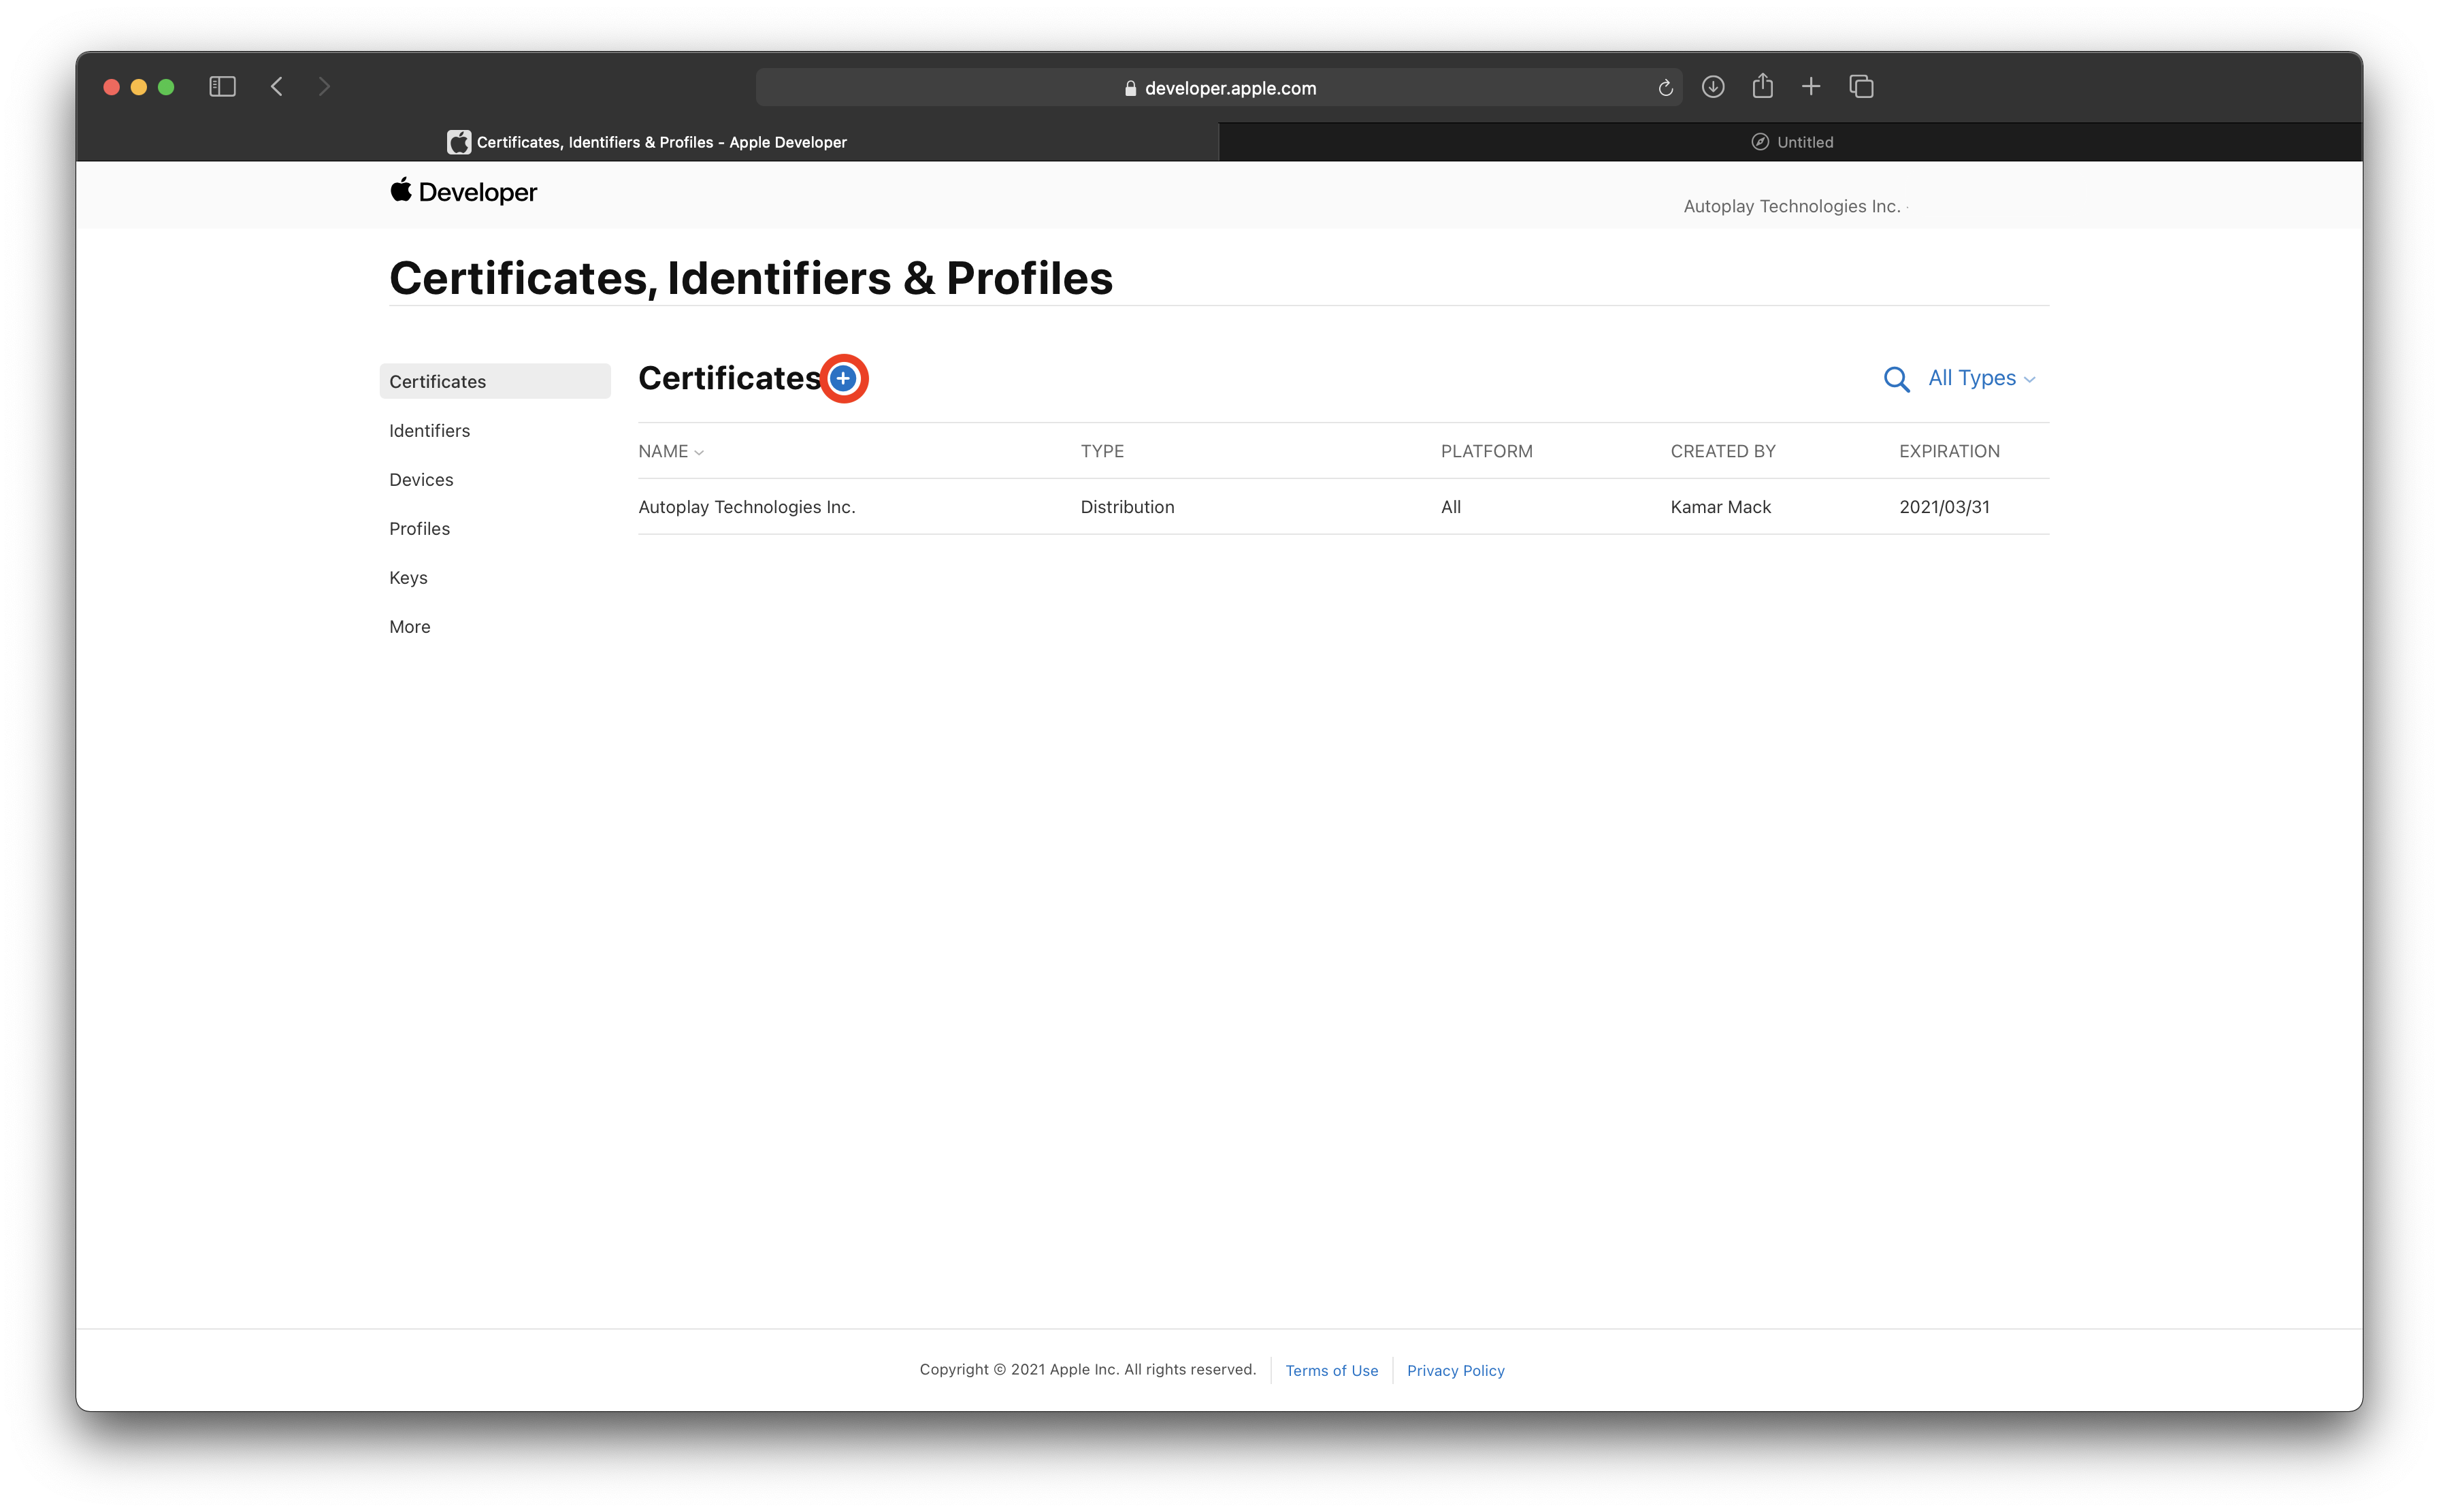 developer.apple.com
Certificates, Identifiers & Profiles - Apple Developer
Untitled
Developer
Autoplay Technologies Inc.
Certificates, Identifiers & Profiles
Certificates
Identifiers
Devices
Profiles
Keys
More
Certificates
All Types
NAME TYPE PLATFORM CREATED BY EXPIRATION
Autoplay Technologies Inc. Distribution All Kamar Mack 2021/03/31
Copyright © 2021 Apple Inc. All rights reserved. Terms of Use Privacy Policy